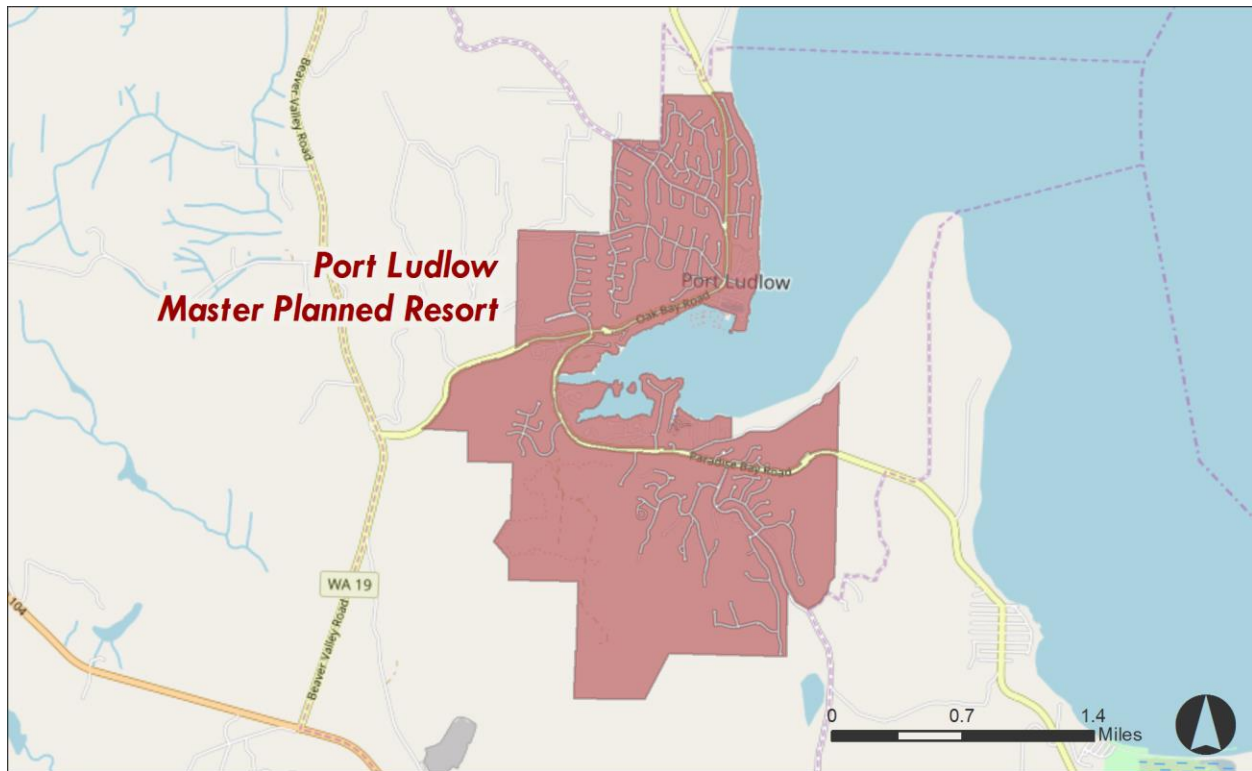 Beaver Valley Road
Port Ludlow
Master Planned Resort
Port Ludlow
Oak Bay Road
Paradise Bay Road
WA 19
104
Beaver Valley Road
0 0.7 1.4
Miles